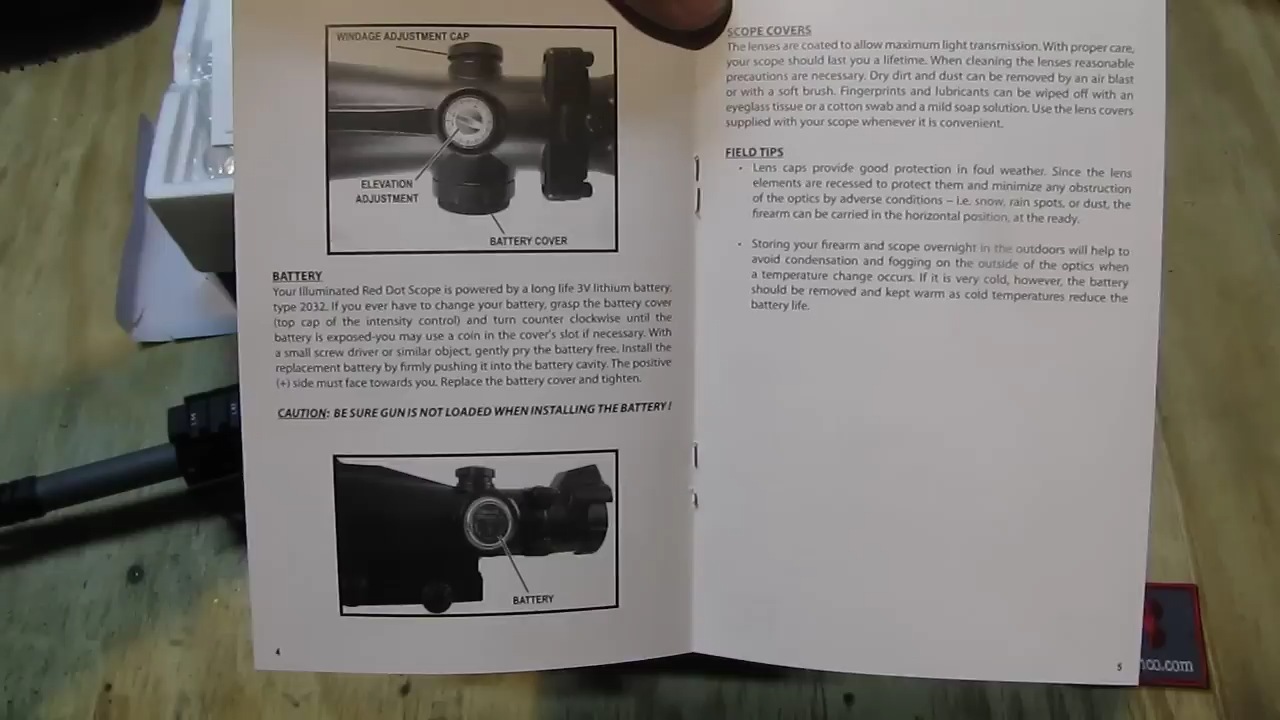 WINDAGE ADJUSTMENT CAP
ELEVATION
ADJUSTMENT
BATTERY COVER
BATTERY
Your Illuminated Red Dot Scope is powered by a long life 3V lithium battery,
type 2032. If you ever have to change your battery, grasp the battery cover
(top cap of the intensity control) and turn counter clockwise until the
battery is exposed-you may use a coin in the cover's slot if necessary. With
a small screw driver or similar object, gently pry the battery free. Install the
replacement battery by firmly pushing it into the battery cavity. The positive
(+) side must face towards you. Replace the battery cover and tighten.
CAUTION: BE SURE GUN IS NOT LOADED WHEN INSTALLING THE BATTERY!
BATTERY
4
SCOPE COVERS
The lenses are coated to allow maximum light transmission. With proper care,
your scope should last you a lifetime. When cleaning the lenses reasonable
precautions are necessary. Dry dirt and dust can be removed by an air blast
or with a soft brush. Fingerprints and lubricants can be wiped off with an
eyeglass tissue or a cotton swab and a mild soap solution. Use the lens covers
supplied with your scope whenever it is convenient.
FIELD TIPS
• Lens caps provide good protection in foul weather. Since the lens
elements are recessed to protect them and minimize any obstruction
of the optics by adverse conditions – i.e. snow, rain spots, or dust, the
firearm can be carried in the horizontal position, at the ready.
• Storing your firearm and scope overnight in the outdoors will help to
avoid condensation and fogging on the outside of the optics when
a temperature change occurs. If it is very cold, however, the battery
should be removed and kept warm as cold temperatures reduce the
battery life.
5